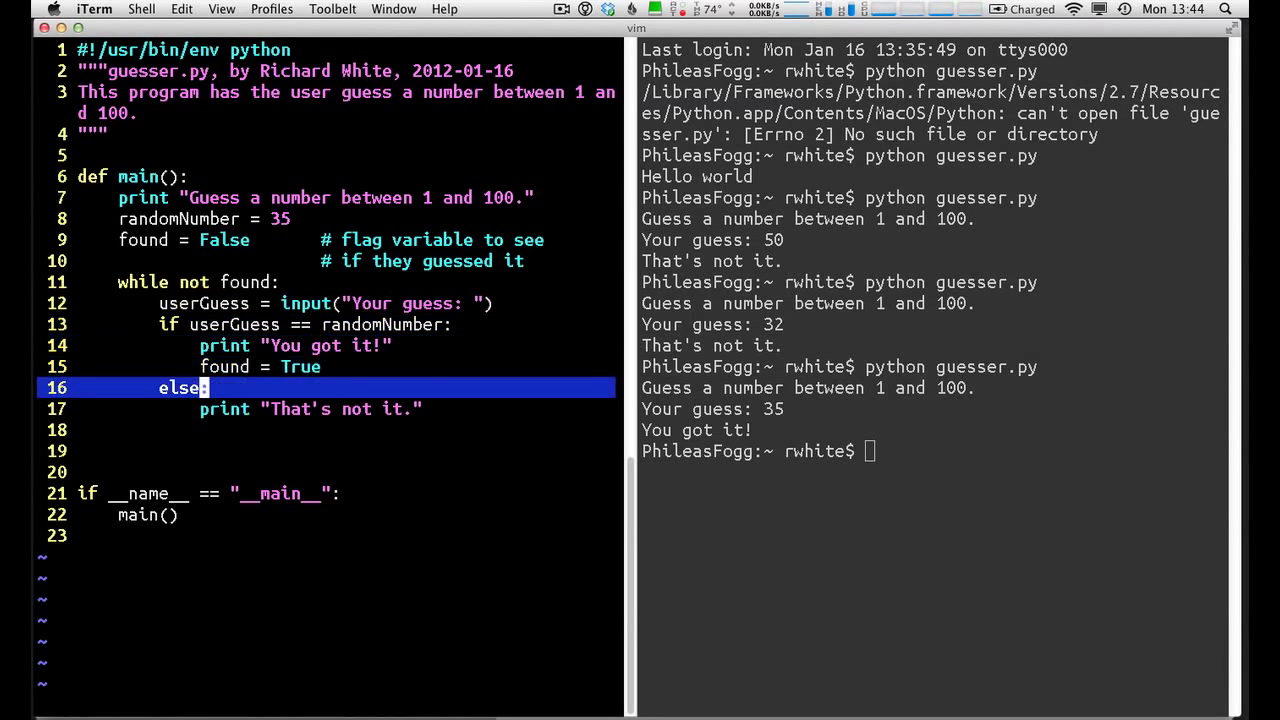 iTerm Shell Edit View Profiles Toolbelt Window Help 74° 0.0KB/s 0.0KB/s Charged Mon 13:44
vim
1 #!/usr/bin/env python
2 """guesser.py, by Richard White, 2012-01-16
3 This program has the user guess a number between 1 an
d 100.
4 """
5
6 def main():
7 print "Guess a number between 1 and 100."
8 randomNumber = 35
9 found = False # flag variable to see
10 # if they guessed it
11 while not found:
12 userGuess = input("Your guess: ")
13 if userGuess == randomNumber:
14 print "You got it!"
15 found = True
16 else:
17 print "That's not it."
18
19
20
21 if __name__ == "__main__":
22 main()
23
~
~
~
~
~
~
~
Last login: Mon Jan 16 13:35:49 on ttys000
PhileasFogg:~ rwhite$ python guesser.py
/Library/Frameworks/Python.framework/Versions/2.7/Resourc
es/Python.app/Contents/MacOS/Python: can't open file 'gue
sser.py': [Errno 2] No such file or directory
PhileasFogg:~ rwhite$ python guesser.py
Hello world
PhileasFogg:~ rwhite$ python guesser.py
Guess a number between 1 and 100.
Your guess: 50
That's not it.
PhileasFogg:~ rwhite$ python guesser.py
Guess a number between 1 and 100.
Your guess: 32
That's not it.
PhileasFogg:~ rwhite$ python guesser.py
Guess a number between 1 and 100.
Your guess: 35
You got it!
PhileasFogg:~ rwhite$